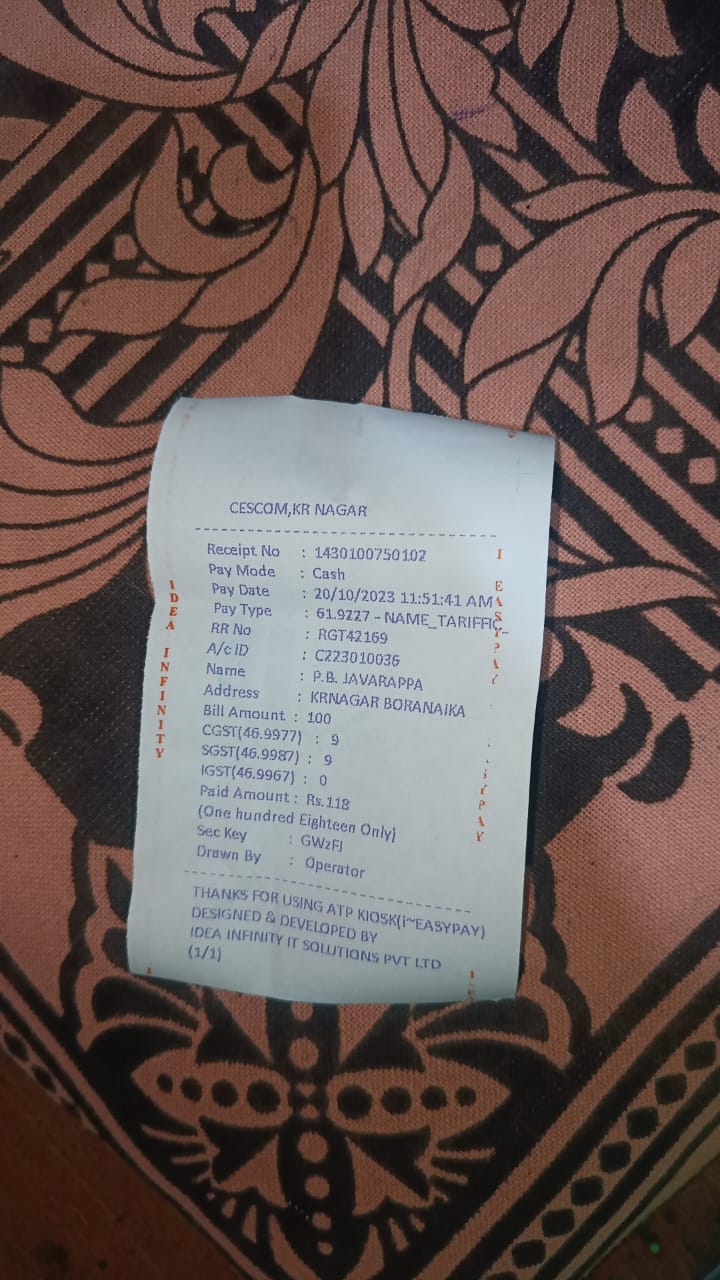 CESCOM,KR NAGAR
Receipt No : 1430100750102
Pay Mode : Cash
Pay Date : 20/10/2023 11:51:41 AM
Pay Type : 61.9227 - NAME_TARIFFIC_
RR No : RGT42169
A/c ID : C223010036
Name : P.B. JAVARAPPA
Address : KRNAGAR BORANAIKA
Bill Amount : 100
CGST(46.9977) : 9
SGST(46.9987) : 9
IGST(46.9967) : 0
Paid Amount : Rs.118
(One hundred Eighteen Only)
Sec Key : GWzFJ
Drawn By : Operator
THANKS FOR USING ATP KIOSK(i~EASYPAY)
DESIGNED & DEVELOPED BY
IDEA INFINITY IT SOLUTIONS PVT LTD
(1/1)
IDEA INFINITY
I EASYPAY